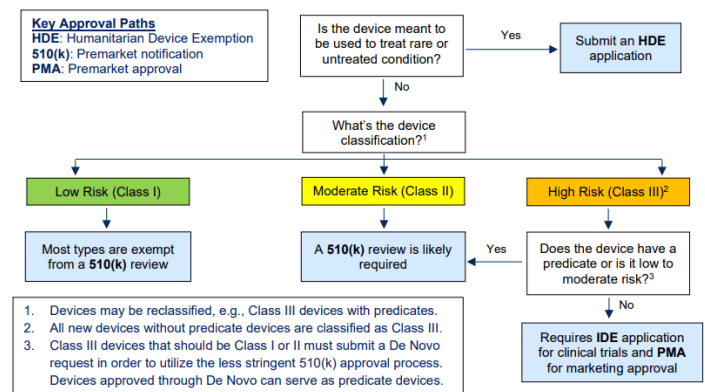 Key Approval Paths
HDE: Humanitarian Device Exemption
510(k): Premarket notification
PMA: Premarket approval
Is the device meant to
be used to treat rare or
untreated condition?
Yes
Submit an HDE
application
No
What's the device
classification?1
Low Risk (Class I)
Moderate Risk (Class II)
High Risk (Class III)2
Most types are exempt
from a 510(k) review
A 510(k) review is likely
required
Yes
Does the device have a
predicate or is it low to
moderate risk?3
No
Requires IDE application
for clinical trials and PMA
for marketing approval
1. Devices may be reclassified, e.g., Class III devices with predicates.
2. All new devices without predicate devices are classified as Class III.
3. Class III devices that should be Class I or II must submit a De Novo
request in order to utilize the less stringent 510(k) approval process.
Devices approved through De Novo can serve as predicate devices.